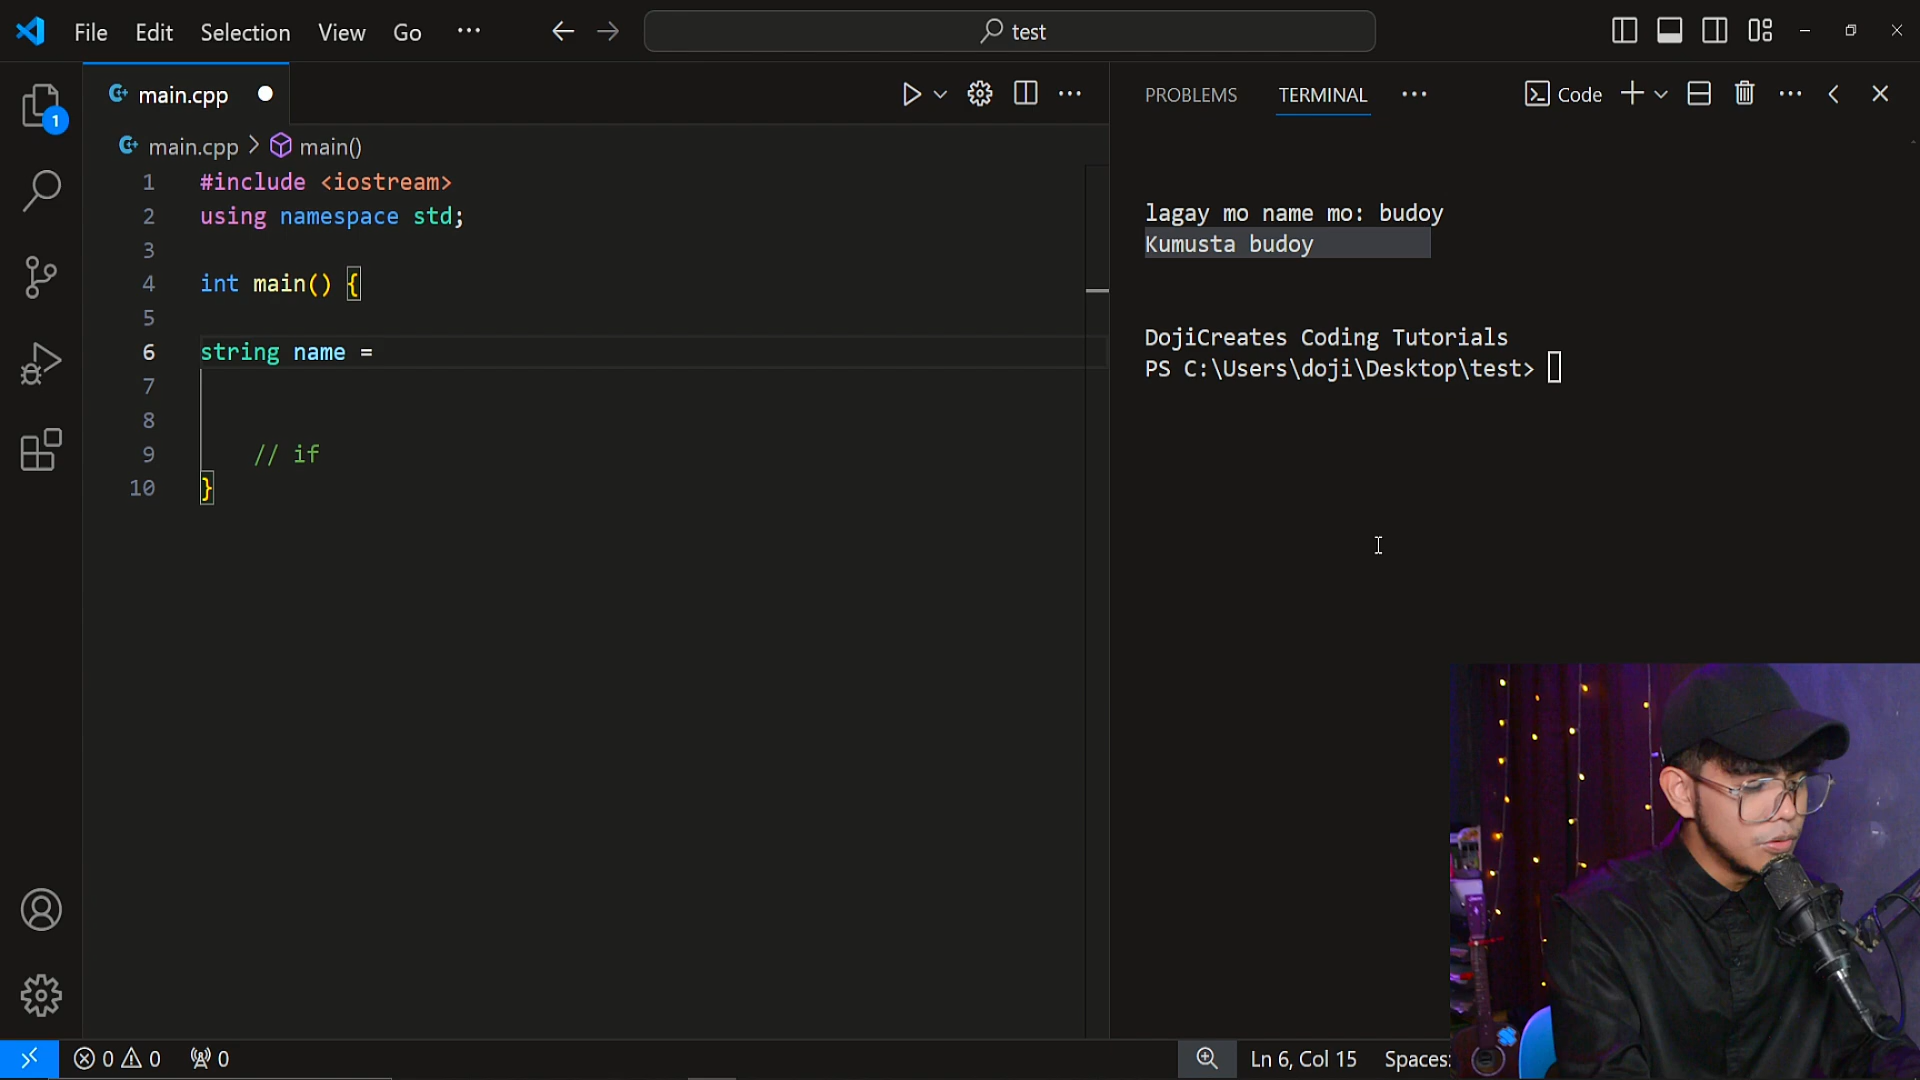 File Edit Selection View Go ··· test
main.cpp
main.cpp > main()
1 #include <iostream>
2 using namespace std;
3
4 int main() {
5
6 string name =
7
8
9 // if
10 }
PROBLEMS TERMINAL ··· Code
lagay mo name mo: budoy
Kumusta budoy
DojiCreates Coding Tutorials
PS C:\Users\doji\Desktop\test>
1
0 0 0 Ln 6, Col 15 Spaces: